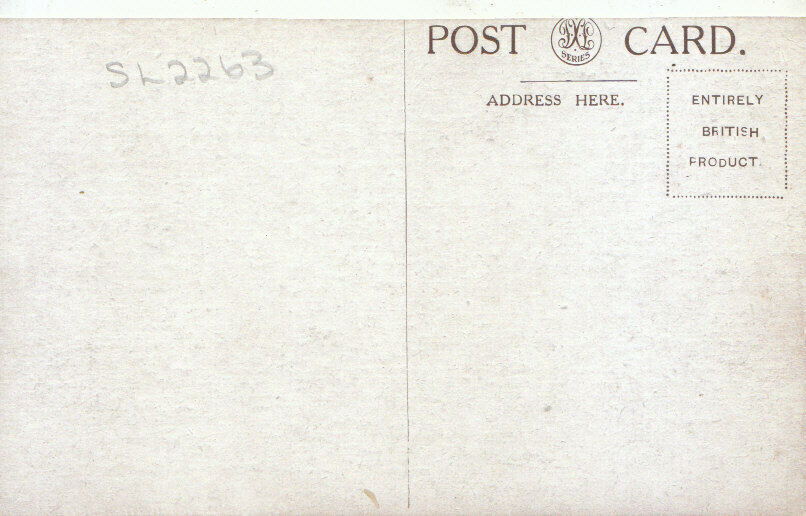 SL2263
POST CARD.
SERIES
ADDRESS HERE.
ENTIRELY
BRITISH
PRODUCT.